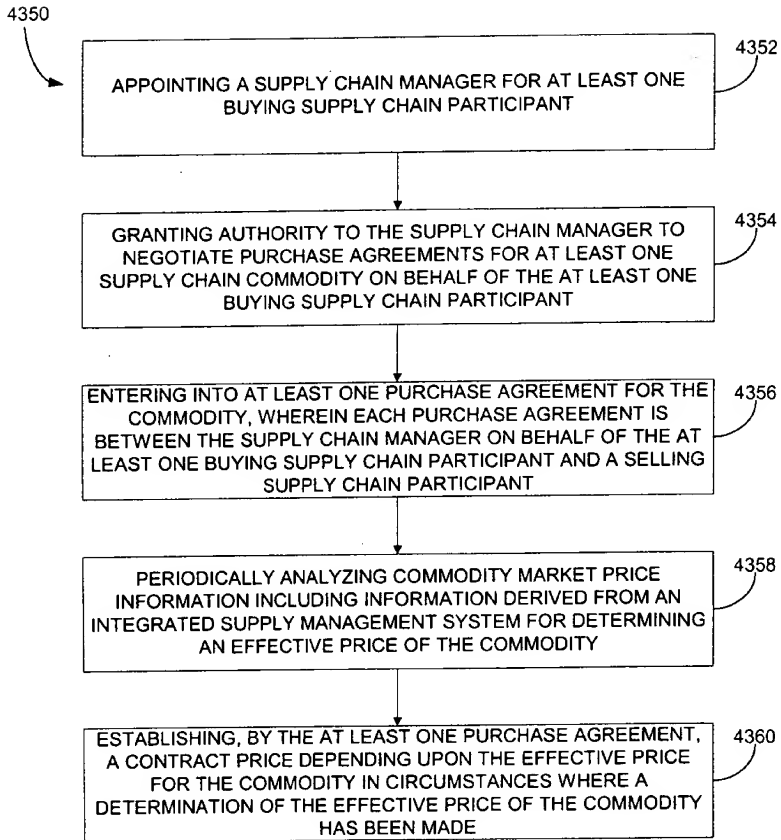 4350
4352
APPOINTING A SUPPLY CHAIN MANAGER FOR AT LEAST ONE
BUYING SUPPLY CHAIN PARTICIPANT
4354
GRANTING AUTHORITY TO THE SUPPLY CHAIN MANAGER TO
NEGOTIATE PURCHASE AGREEMENTS FOR AT LEAST ONE
SUPPLY CHAIN COMMODITY ON BEHALF OF THE AT LEAST ONE
BUYING SUPPLY CHAIN PARTICIPANT
4356
ENTERING INTO AT LEAST ONE PURCHASE AGREEMENT FOR THE
COMMODITY, WHEREIN EACH PURCHASE AGREEMENT IS
BETWEEN THE SUPPLY CHAIN MANAGER ON BEHALF OF THE AT
LEAST ONE BUYING SUPPLY CHAIN PARTICIPANT AND A SELLING
SUPPLY CHAIN PARTICIPANT
4358
PERIODICALLY ANALYZING COMMODITY MARKET PRICE
INFORMATION INCLUDING INFORMATION DERIVED FROM AN
INTEGRATED SUPPLY MANAGEMENT SYSTEM FOR DETERMINING
AN EFFECTIVE PRICE OF THE COMMODITY
4360
ESTABLISHING, BY THE AT LEAST ONE PURCHASE AGREEMENT,
A CONTRACT PRICE DEPENDING UPON THE EFFECTIVE PRICE
FOR THE COMMODITY IN CIRCUMSTANCES WHERE A
DETERMINATION OF THE EFFECTIVE PRICE OF THE COMMODITY
HAS BEEN MADE